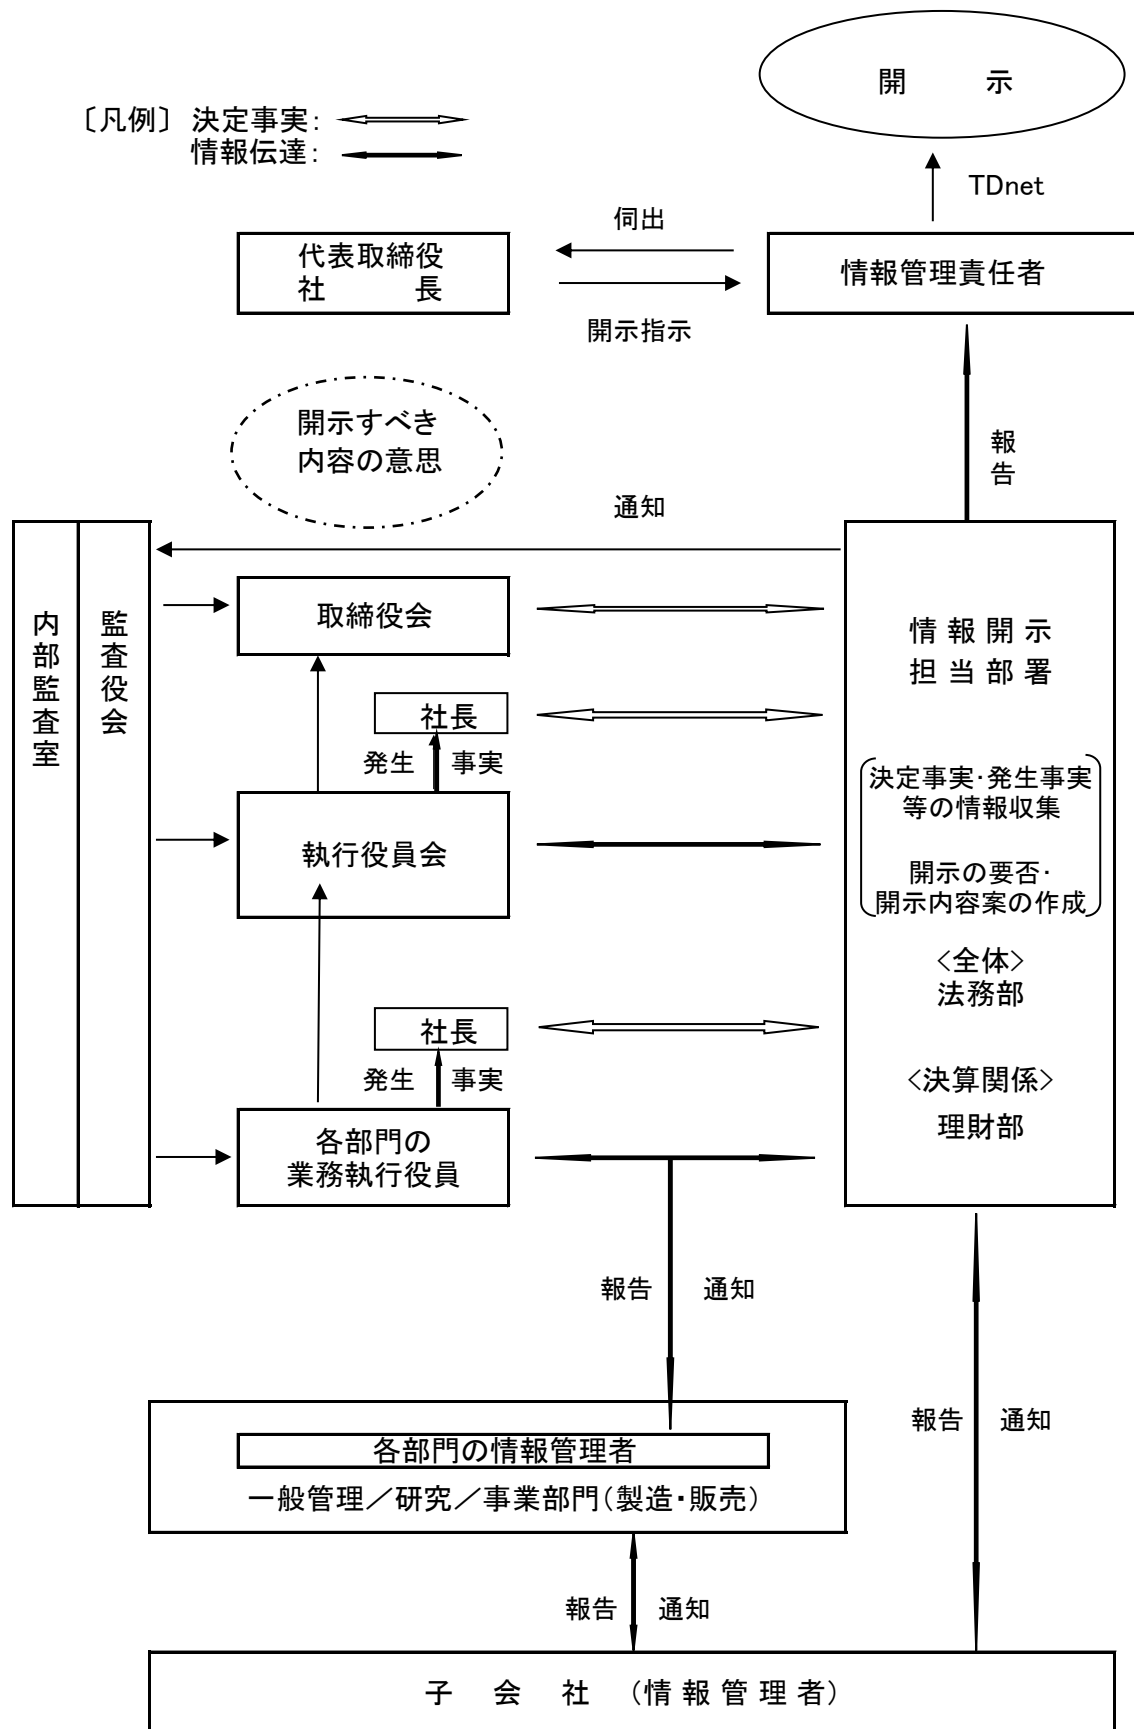 開　示
〔凡例〕 決定事実：
情報伝達：
TDnet
伺出
代表取締役
社　長
情報管理責任者
開示指示
開示すべき
内容の意思
報告
通知
内部監査室
監査役会
取締役会
情報開示
担当部署
社長
発生　事実
決定事実・発生事実
等の情報収集
執行役員会
開示の要否・
開示内容案の作成
<全体>
法務部
社長
発生　事実
<決算関係>
理財部
各部門の
業務執行役員
報告　通知
報告　通知
各部門の情報管理者
一般管理／研究／事業部門（製造・販売）
報告　通知
子　会　社　（情報管理者）